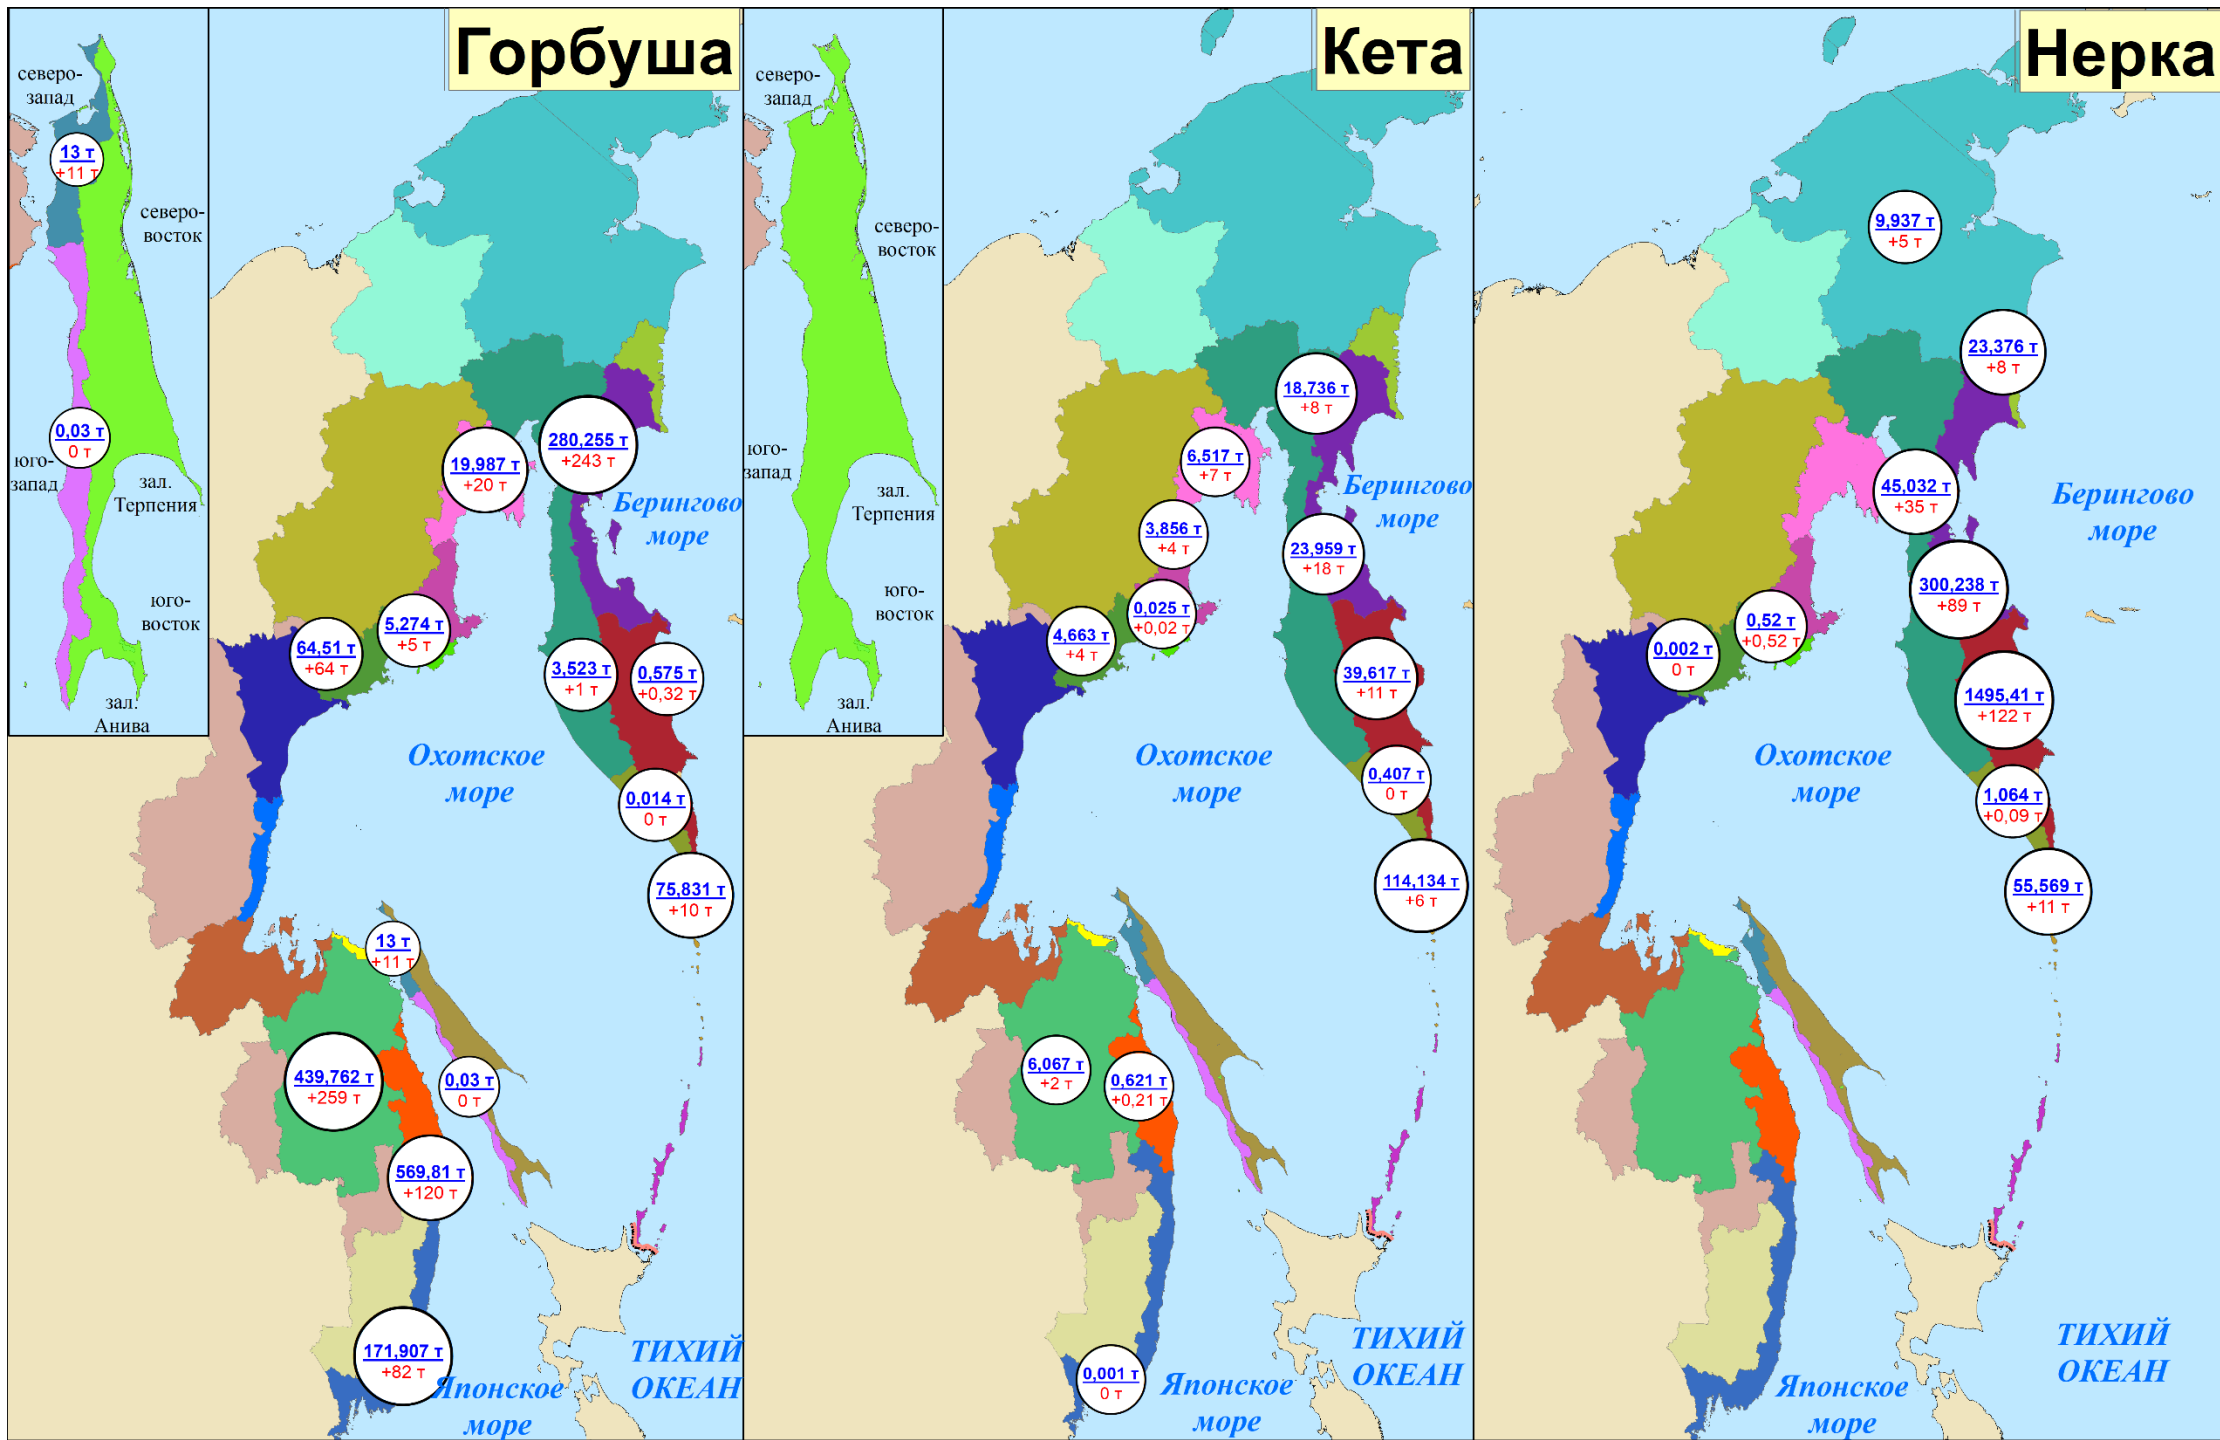 Горбуша
северо-
запад
13 т
+11 т
северо-
восток
0,03 т
0 т
юго-
запад
зал.
Терпения
юго-
восток
зал.
Анива
19,987 т
+20 т
280,255 т
+243 т
Берингово
море
5,274 т
+5 т
64,51 т
+64 т
3,523 т
+1 т
0,575 т
+0,32 т
Охотское
море
0,014 т
0 т
75,831 т
+10 т
13 т
+11 т
439,762 т
+259 т
0,03 т
0 т
569,81 т
+120 т
171,907 т
+82 т
ТИХИЙ
ОКЕАН
Японское
море
Кета
северо-
запад
северо-
восток
юго-
запад
зал.
Терпения
юго-
восток
зал.
Анива
18,736 т
+8 т
6,517 т
+7 т
Берингово
море
3,856 т
+4 т
23,959 т
+18 т
0,025 т
+0,02 т
4,663 т
+4 т
39,617 т
+11 т
Охотское
море
0,407 т
0 т
114,134 т
+6 т
6,067 т
+2 т
0,621 т
+0,21 т
ТИХИЙ
ОКЕАН
0,001 т
0 т
Японское
море
Нерка
9,937 т
+5 т
23,376 т
+8 т
45,032 т
+35 т
Берингово
море
300,238 т
+89 т
0,52 т
+0,52 т
0,002 т
0 т
1495,41 т
+122 т
Охотское
море
1,064 т
+0,09 т
55,569 т
+11 т
ТИХИЙ
ОКЕАН
Японское
море